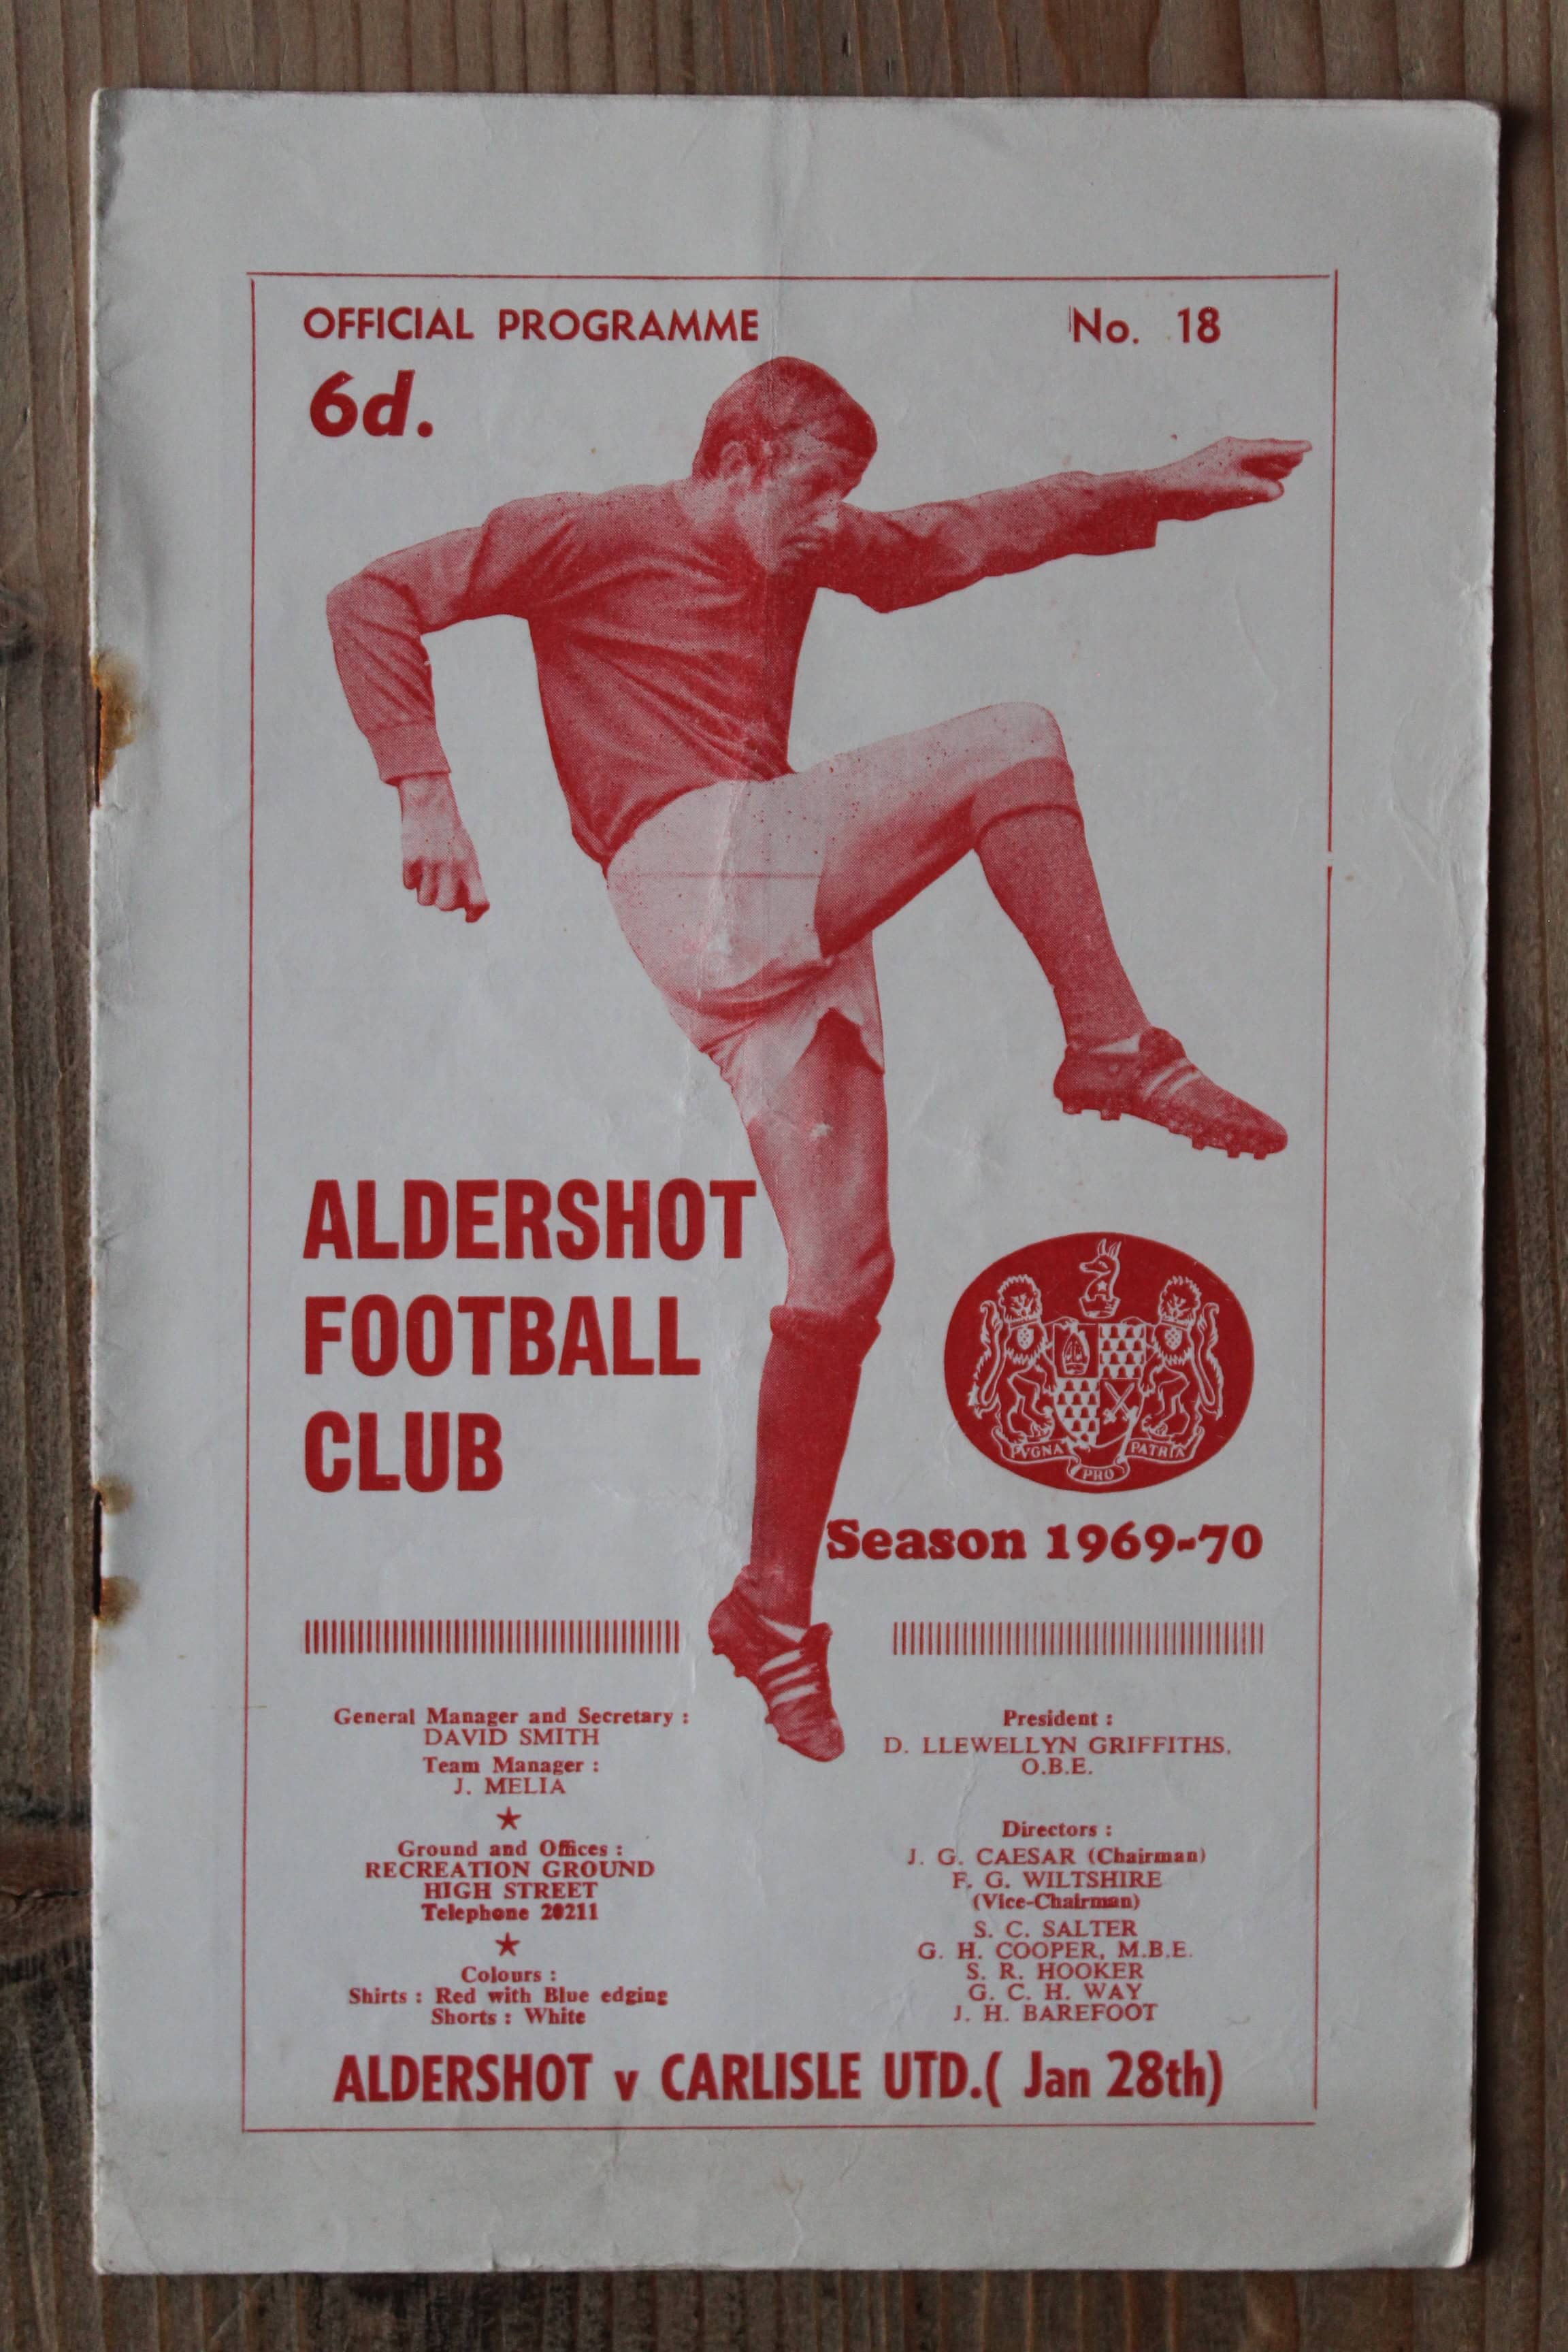 OFFICIAL PROGRAMME No. 18
6d.
ALDERSHOT
FOOTBALL
CLUB
PVGNA PRO PATRIA
Season 1969-70
General Manager and Secretary :
DAVID SMITH
Team Manager :
J. MELIA
★
Ground and Offices :
RECREATION GROUND
HIGH STREET
Telephone 20211
★
Colours :
Shirts : Red with Blue edging
Shorts : White
President :
D. LLEWELLYN GRIFFITHS,
O.B.E.
Directors :
J. G. CAESAR (Chairman)
F. G. WILTSHIRE
(Vice-Chairman)
S. C. SALTER
G. H. COOPER, M.B.E.
S. R. HOOKER
G. C. H. WAY
J. H. BAREFOOT
ALDERSHOT v CARLISLE UTD.( Jan 28th)